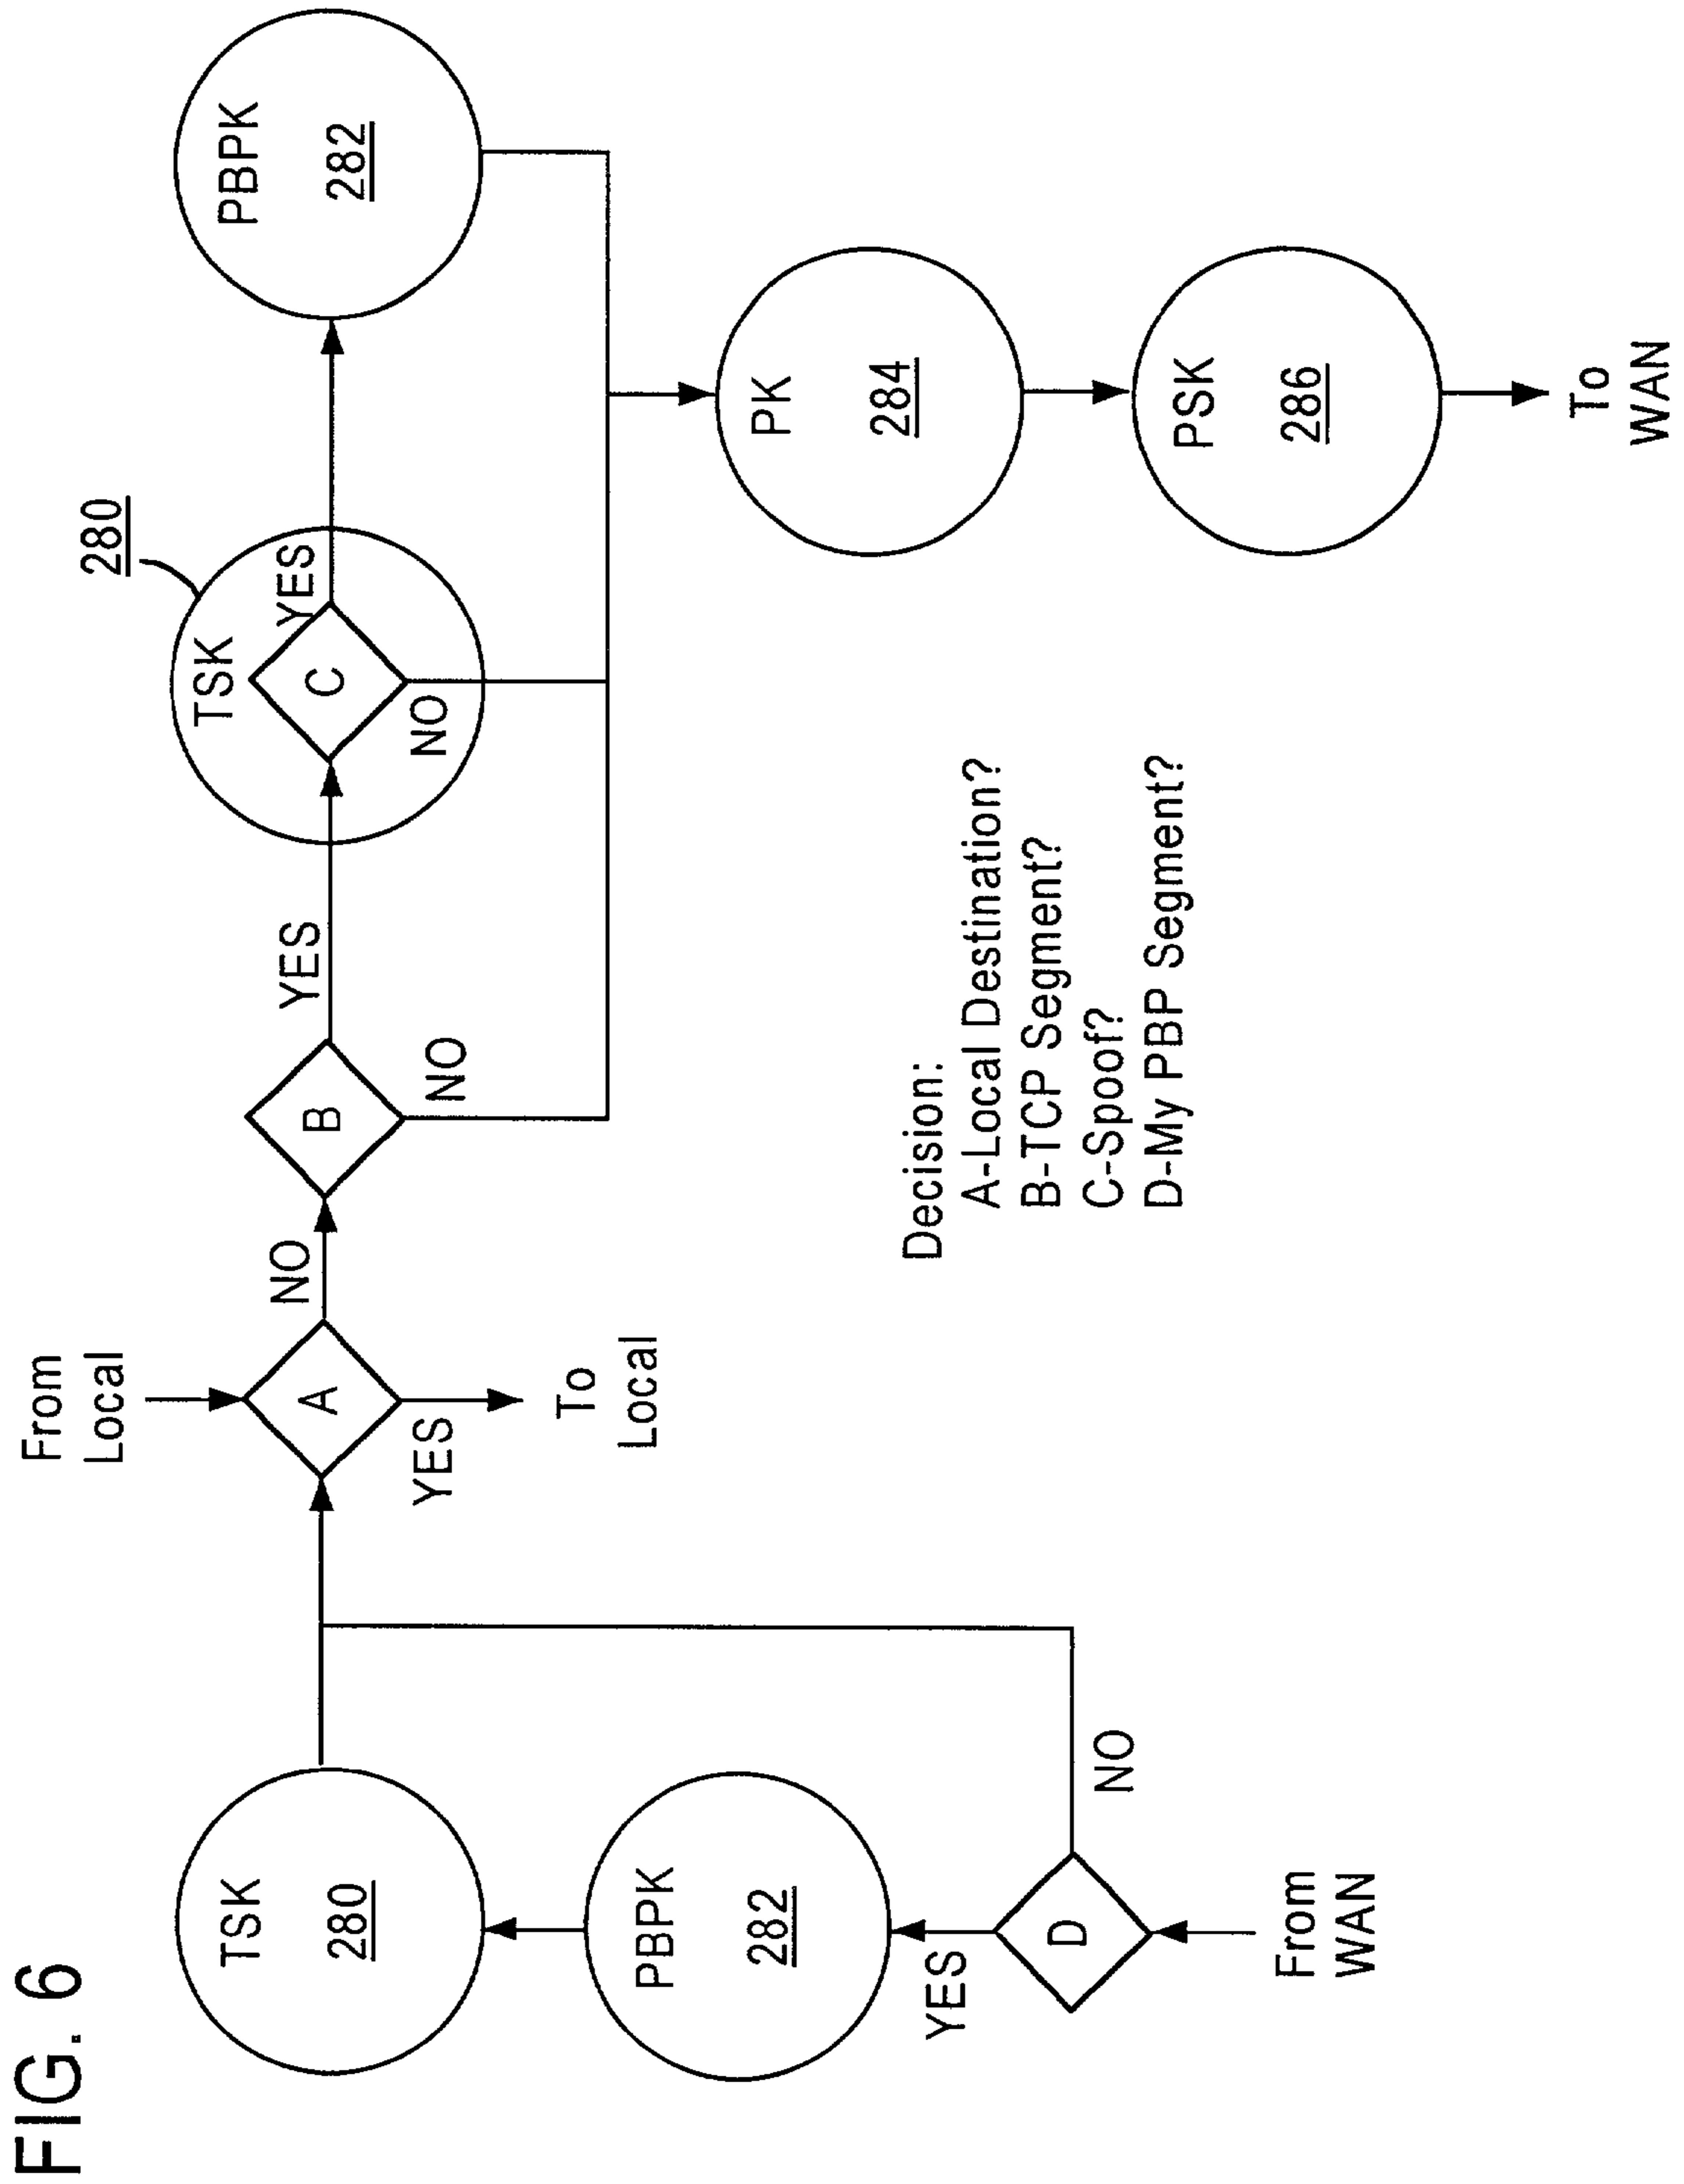 FIG. 6
From
Local
TSK
280
PBPK
282
YES
D
NO
From
WAN
A
NO
YES
To
Local
B
YES
NO
280
TSK
C
YES
NO
PBPK
282
PK
284
PSK
286
To
WAN
Decision:
A-Local Destination?
B-TCP Segment?
C-Spoof?
D-My PBP Segment?